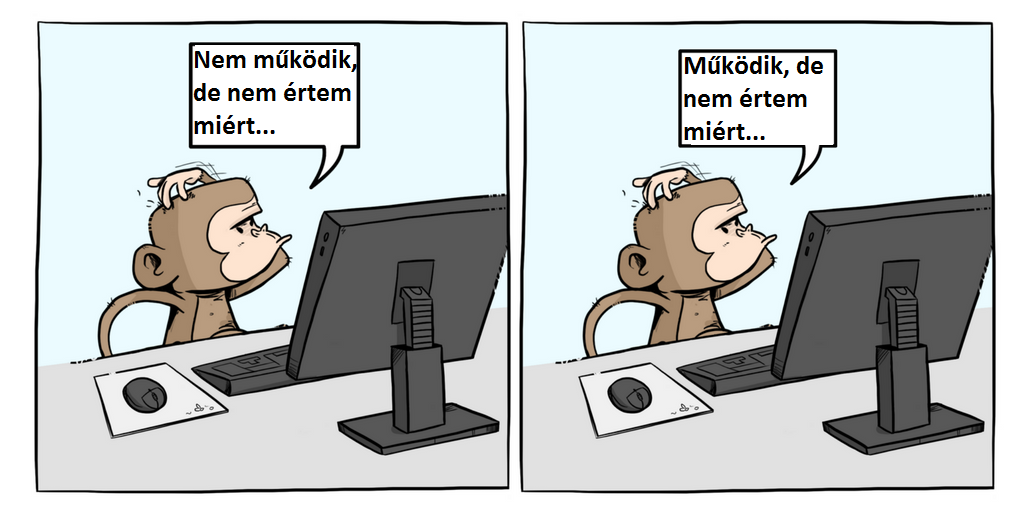 Nem működik,
de nem értem
miért...
Működik, de
nem értem
miért...